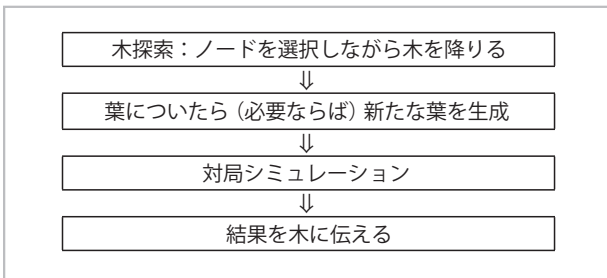 木探索：ノードを選択しながら木を降りる
⇓
葉についたら（必要ならば）新たな葉を生成
⇓
対局シミュレーション
⇓
結果を木に伝える